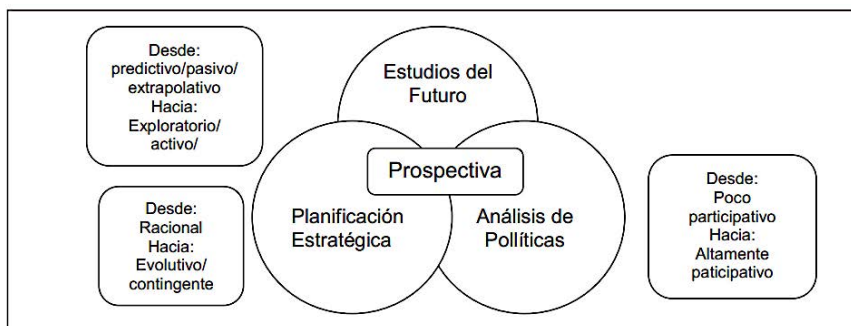 Desde:
predictivo/pasivo/
extrapolativo
Hacia:
Exploratorio/
activo/
Estudios del
Futuro
Prospectiva
Desde:
Racional
Hacia:
Evolutivo/
contingente
Planificación
Estratégica
Análisis de
Pollíticas
Desde:
Poco
participativo
Hacia:
Altamente
paticipativo